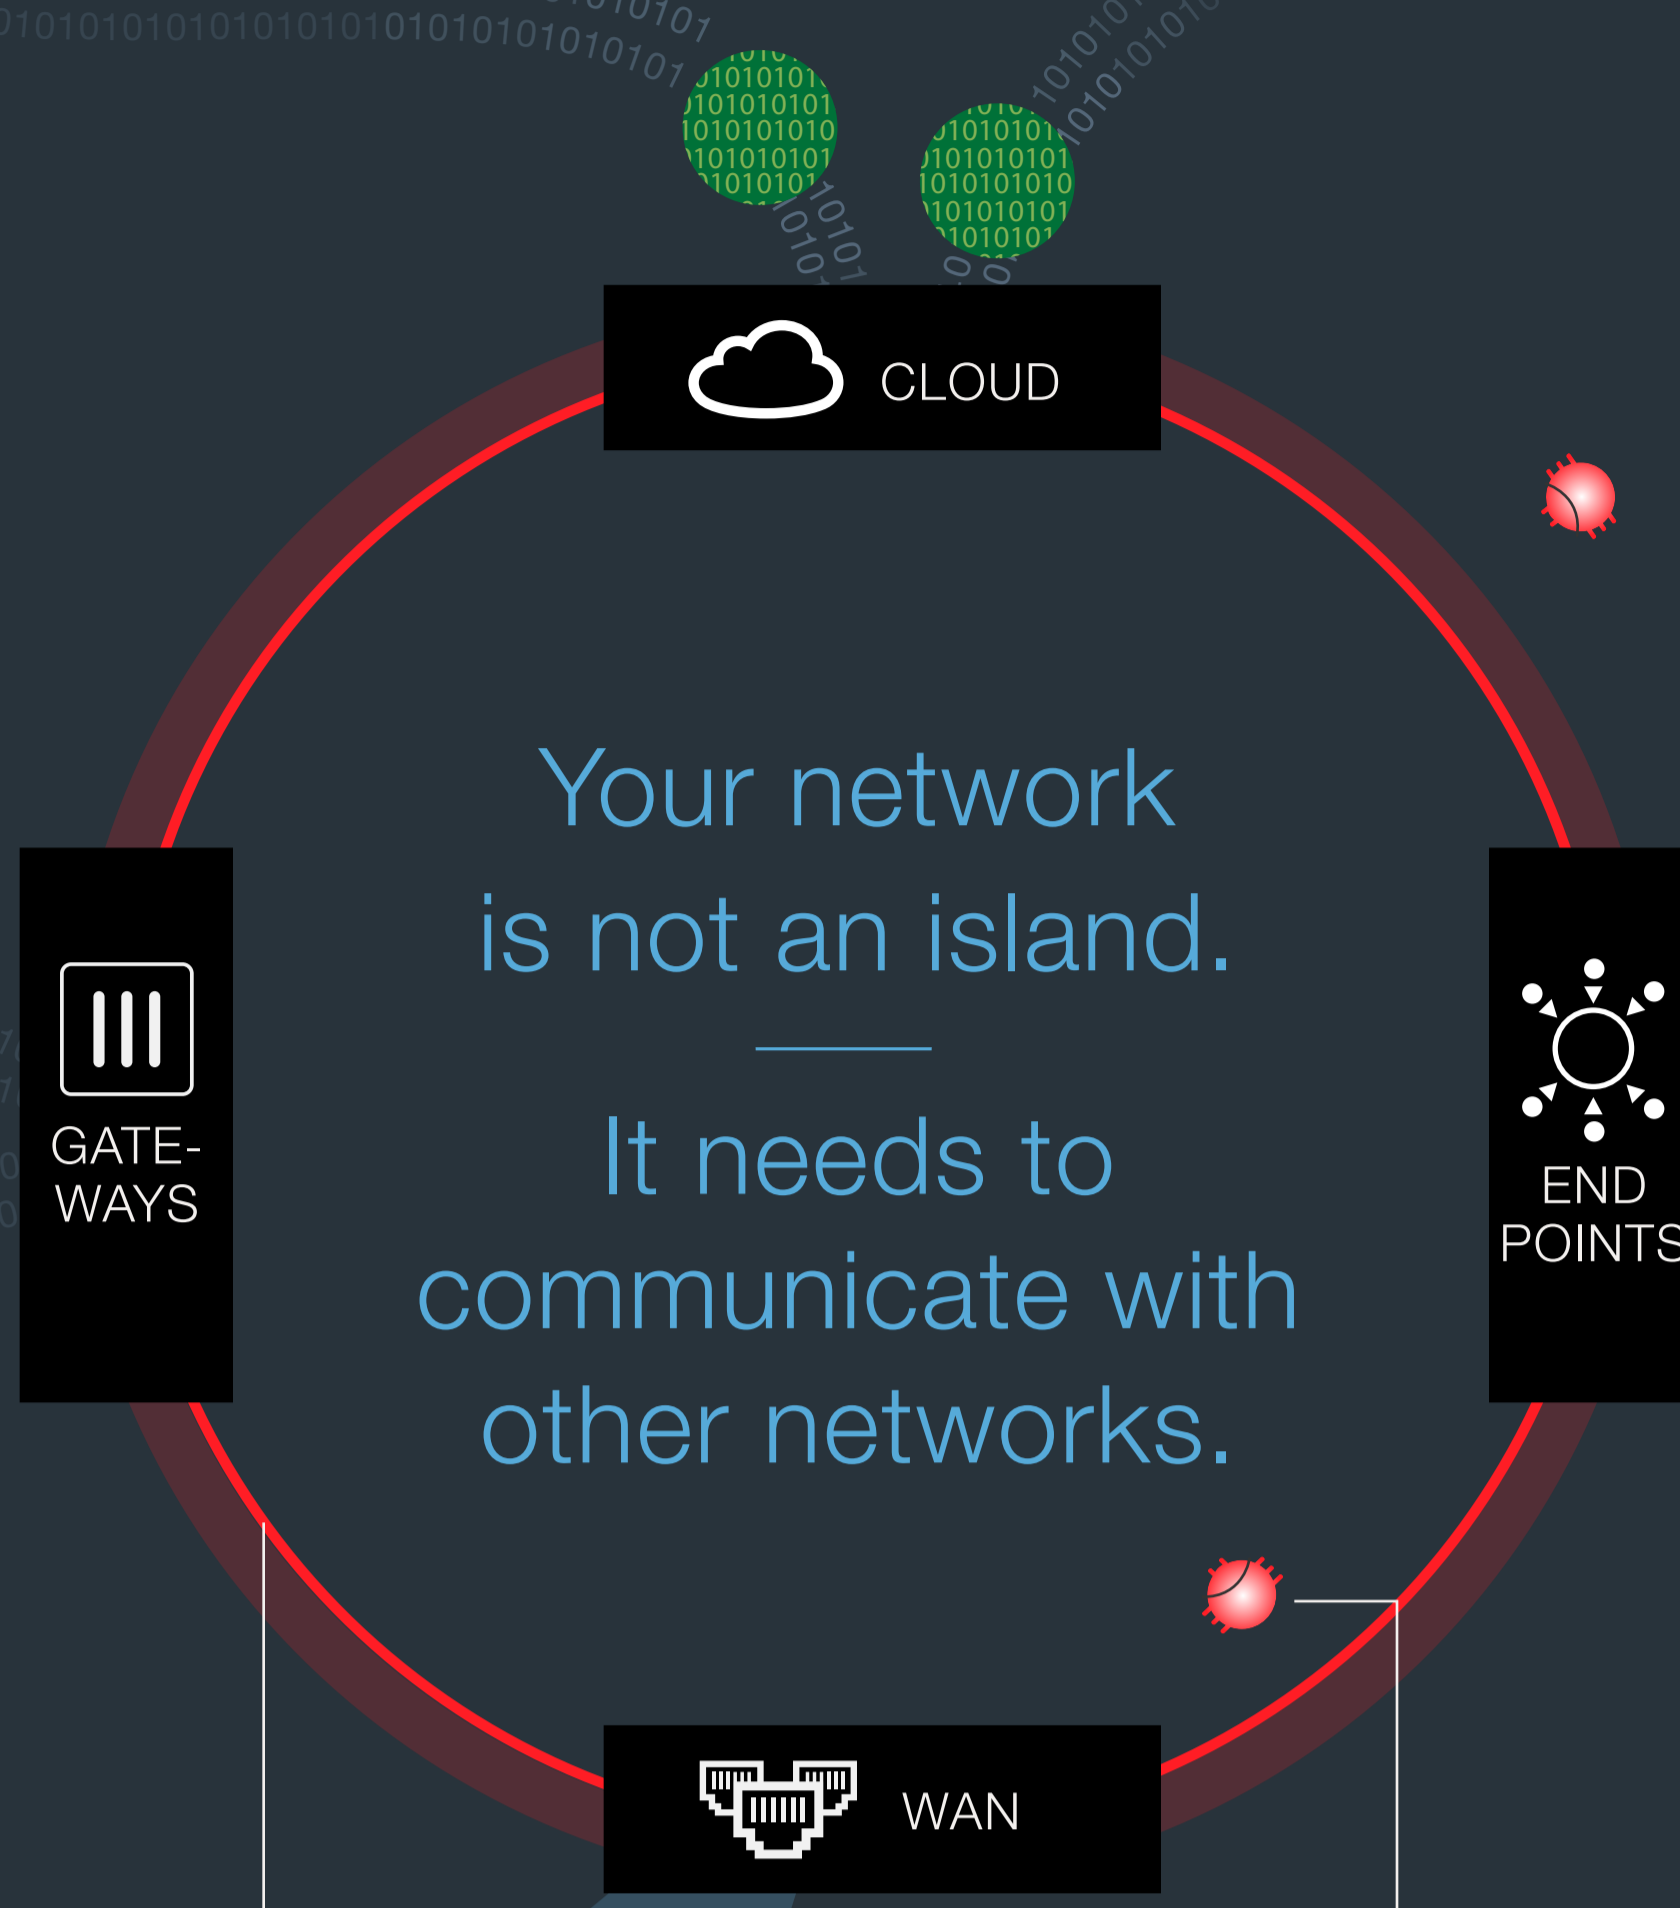 CLOUD
Your network
is not an island.
It needs to
communicate with
other networks.
GATE-
WAYS
END
POINTS
WAN